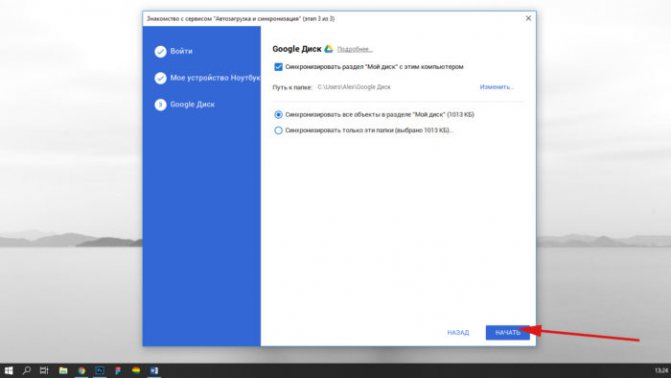 Знакомство с сервисом "Автозагрузка и синхронизация" (этап 3 из 3)
Войти
Мое устройство Ноутбук
Google Диск
Google Диск Подробнее...
Синхронизировать раздел "Мой диск" с этим компьютером
Путь к папке: C:\Users\Alex\Google Диск Изменить...
Синхронизировать все объекты в разделе "Мой диск" (1013 КБ)
Синхронизировать только эти папки (выбрано 1013 КБ)...
НАЗАД
НАЧАТЬ
13:24